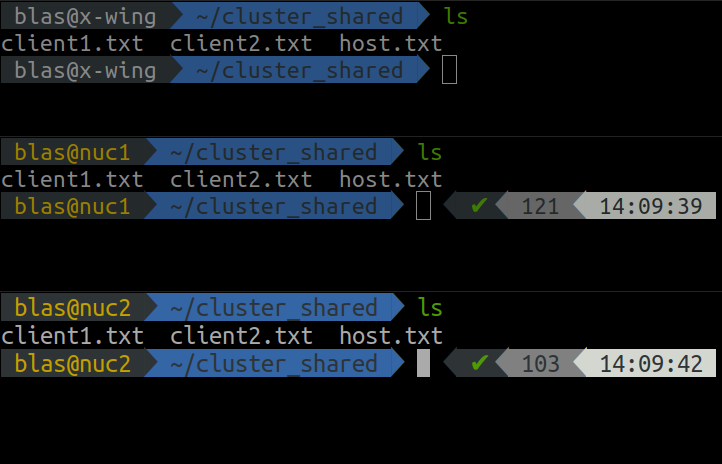 blas@x-wing ~/cluster_shared ls
client1.txt client2.txt host.txt
blas@x-wing ~/cluster_shared
blas@nuc1 ~/cluster_shared ls
client1.txt client2.txt host.txt
blas@nuc1 ~/cluster_shared ✔ 121 14:09:39
blas@nuc2 ~/cluster_shared ls
client1.txt client2.txt host.txt
blas@nuc2 ~/cluster_shared ✔ 103 14:09:42